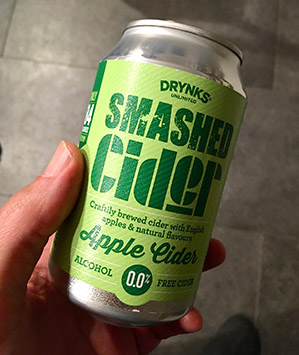 DRYNKS
UNLIMITED
SMASHED
Cider
Craftily brewed cider with English
apples & natural flavours
Apple Cider
ALCOHOL 0.0% FREE CIDER